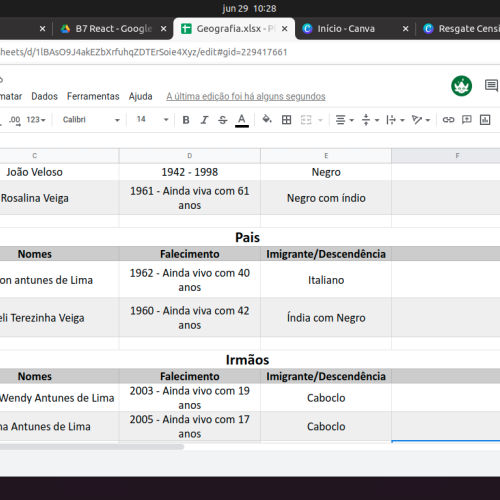 jun 29 10:28
B7 React - Google
Geografia.xlsx - Pl
Início - Canva
Resgate Censi
heets/d/1lBAsO9J4akEZbXrfuhqZDTErSoie4Xyz/edit#gid=229417661
matar Dados Ferramentas Ajuda A última edição foi há alguns segundos
.00 123 Calibri 14 B I S A
C D E F
João Veloso 1942 - 1998 Negro
Rosalina Veiga 1961 - Ainda viva com 61 anos Negro com índio
Pais
Nomes Falecimento Imigrante/Descendência
on antunes de Lima 1962 - Ainda vivo com 40 anos Italiano
eli Terezinha Veiga 1960 - Ainda viva com 42 anos Índia com Negro
Irmãos
Nomes Falecimento Imigrante/Descendência
Wendy Antunes de Lima 2003 - Ainda vivo com 19 anos Caboclo
na Antunes de Lima 2005 - Ainda vivo com 17 anos Caboclo